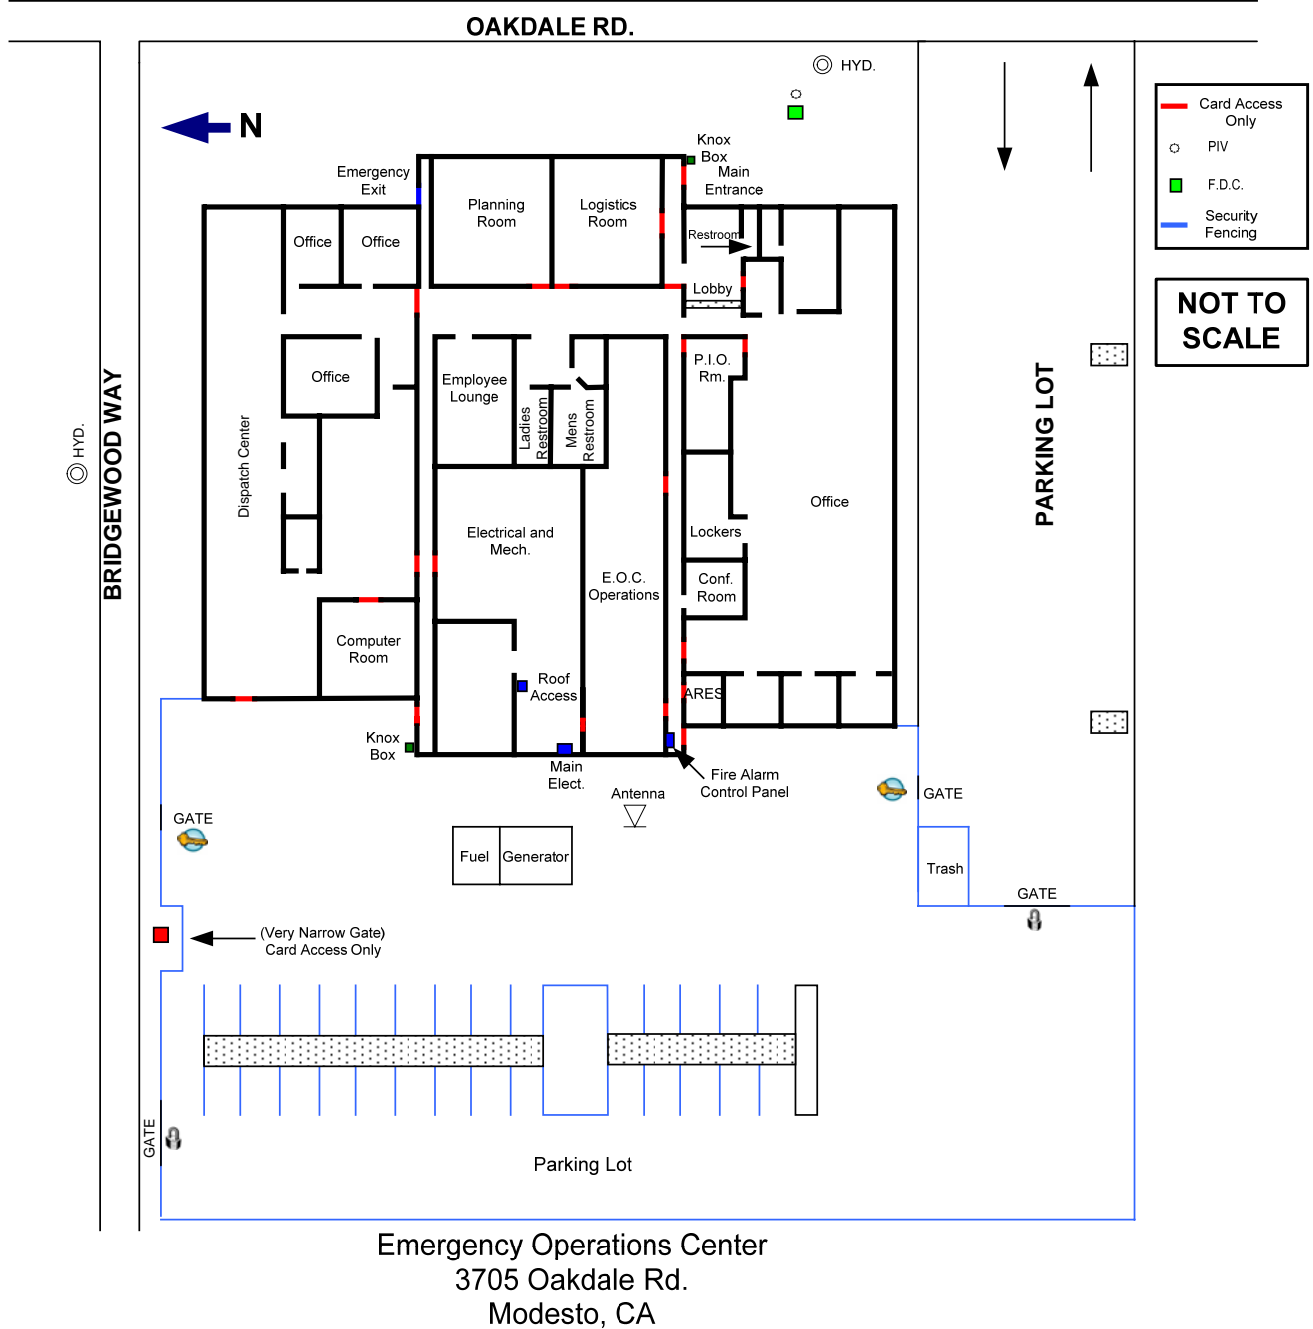 OAKDALE RD.
HYD.
N
Card Access
Only
PIV
F.D.C.
Security
Fencing
NOT TO
SCALE
Knox
Box
Main
Entrance
Emergency
Exit
Planning
Room
Logistics
Room
Office
Office
Restroom
Lobby
P.I.O.
Rm.
Office
Employee
Lounge
Ladies
Restroom
Mens
Restroom
BRIDGEWOOD WAY
HYD.
Dispatch Center
PARKING LOT
Office
Electrical and
Mech.
Lockers
E.O.C.
Operations
Conf.
Room
Computer
Room
Roof
Access
ARES
Knox
Box
Main
Elect.
Fire Alarm
Control Panel
Antenna
GATE
GATE
Fuel
Generator
Trash
GATE
(Very Narrow Gate)
Card Access Only
GATE
Parking Lot
Emergency Operations Center
3705 Oakdale Rd.
Modesto, CA